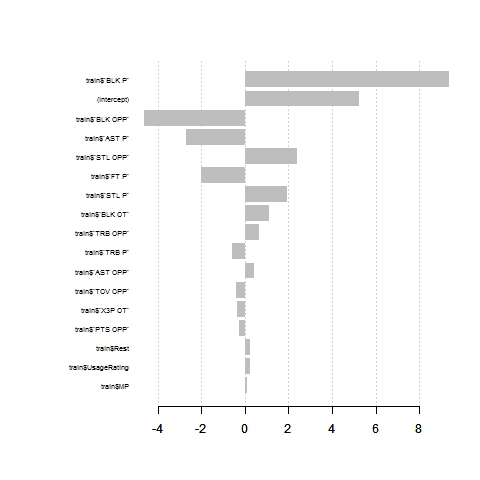 train$`BLK P`
(Intercept)
train$`BLK OPP`
train$`AST P`
train$`STL OPP`
train$`FT P`
train$`STL P`
train$`BLK OT`
train$`TRB OPP`
train$`TRB P`
train$`AST OPP`
train$`TOV OPP`
train$`X3P OT`
train$`PTS OPP`
train$Rest
train$UsageRating
train$MP
-4 -2 0 2 4 6 8